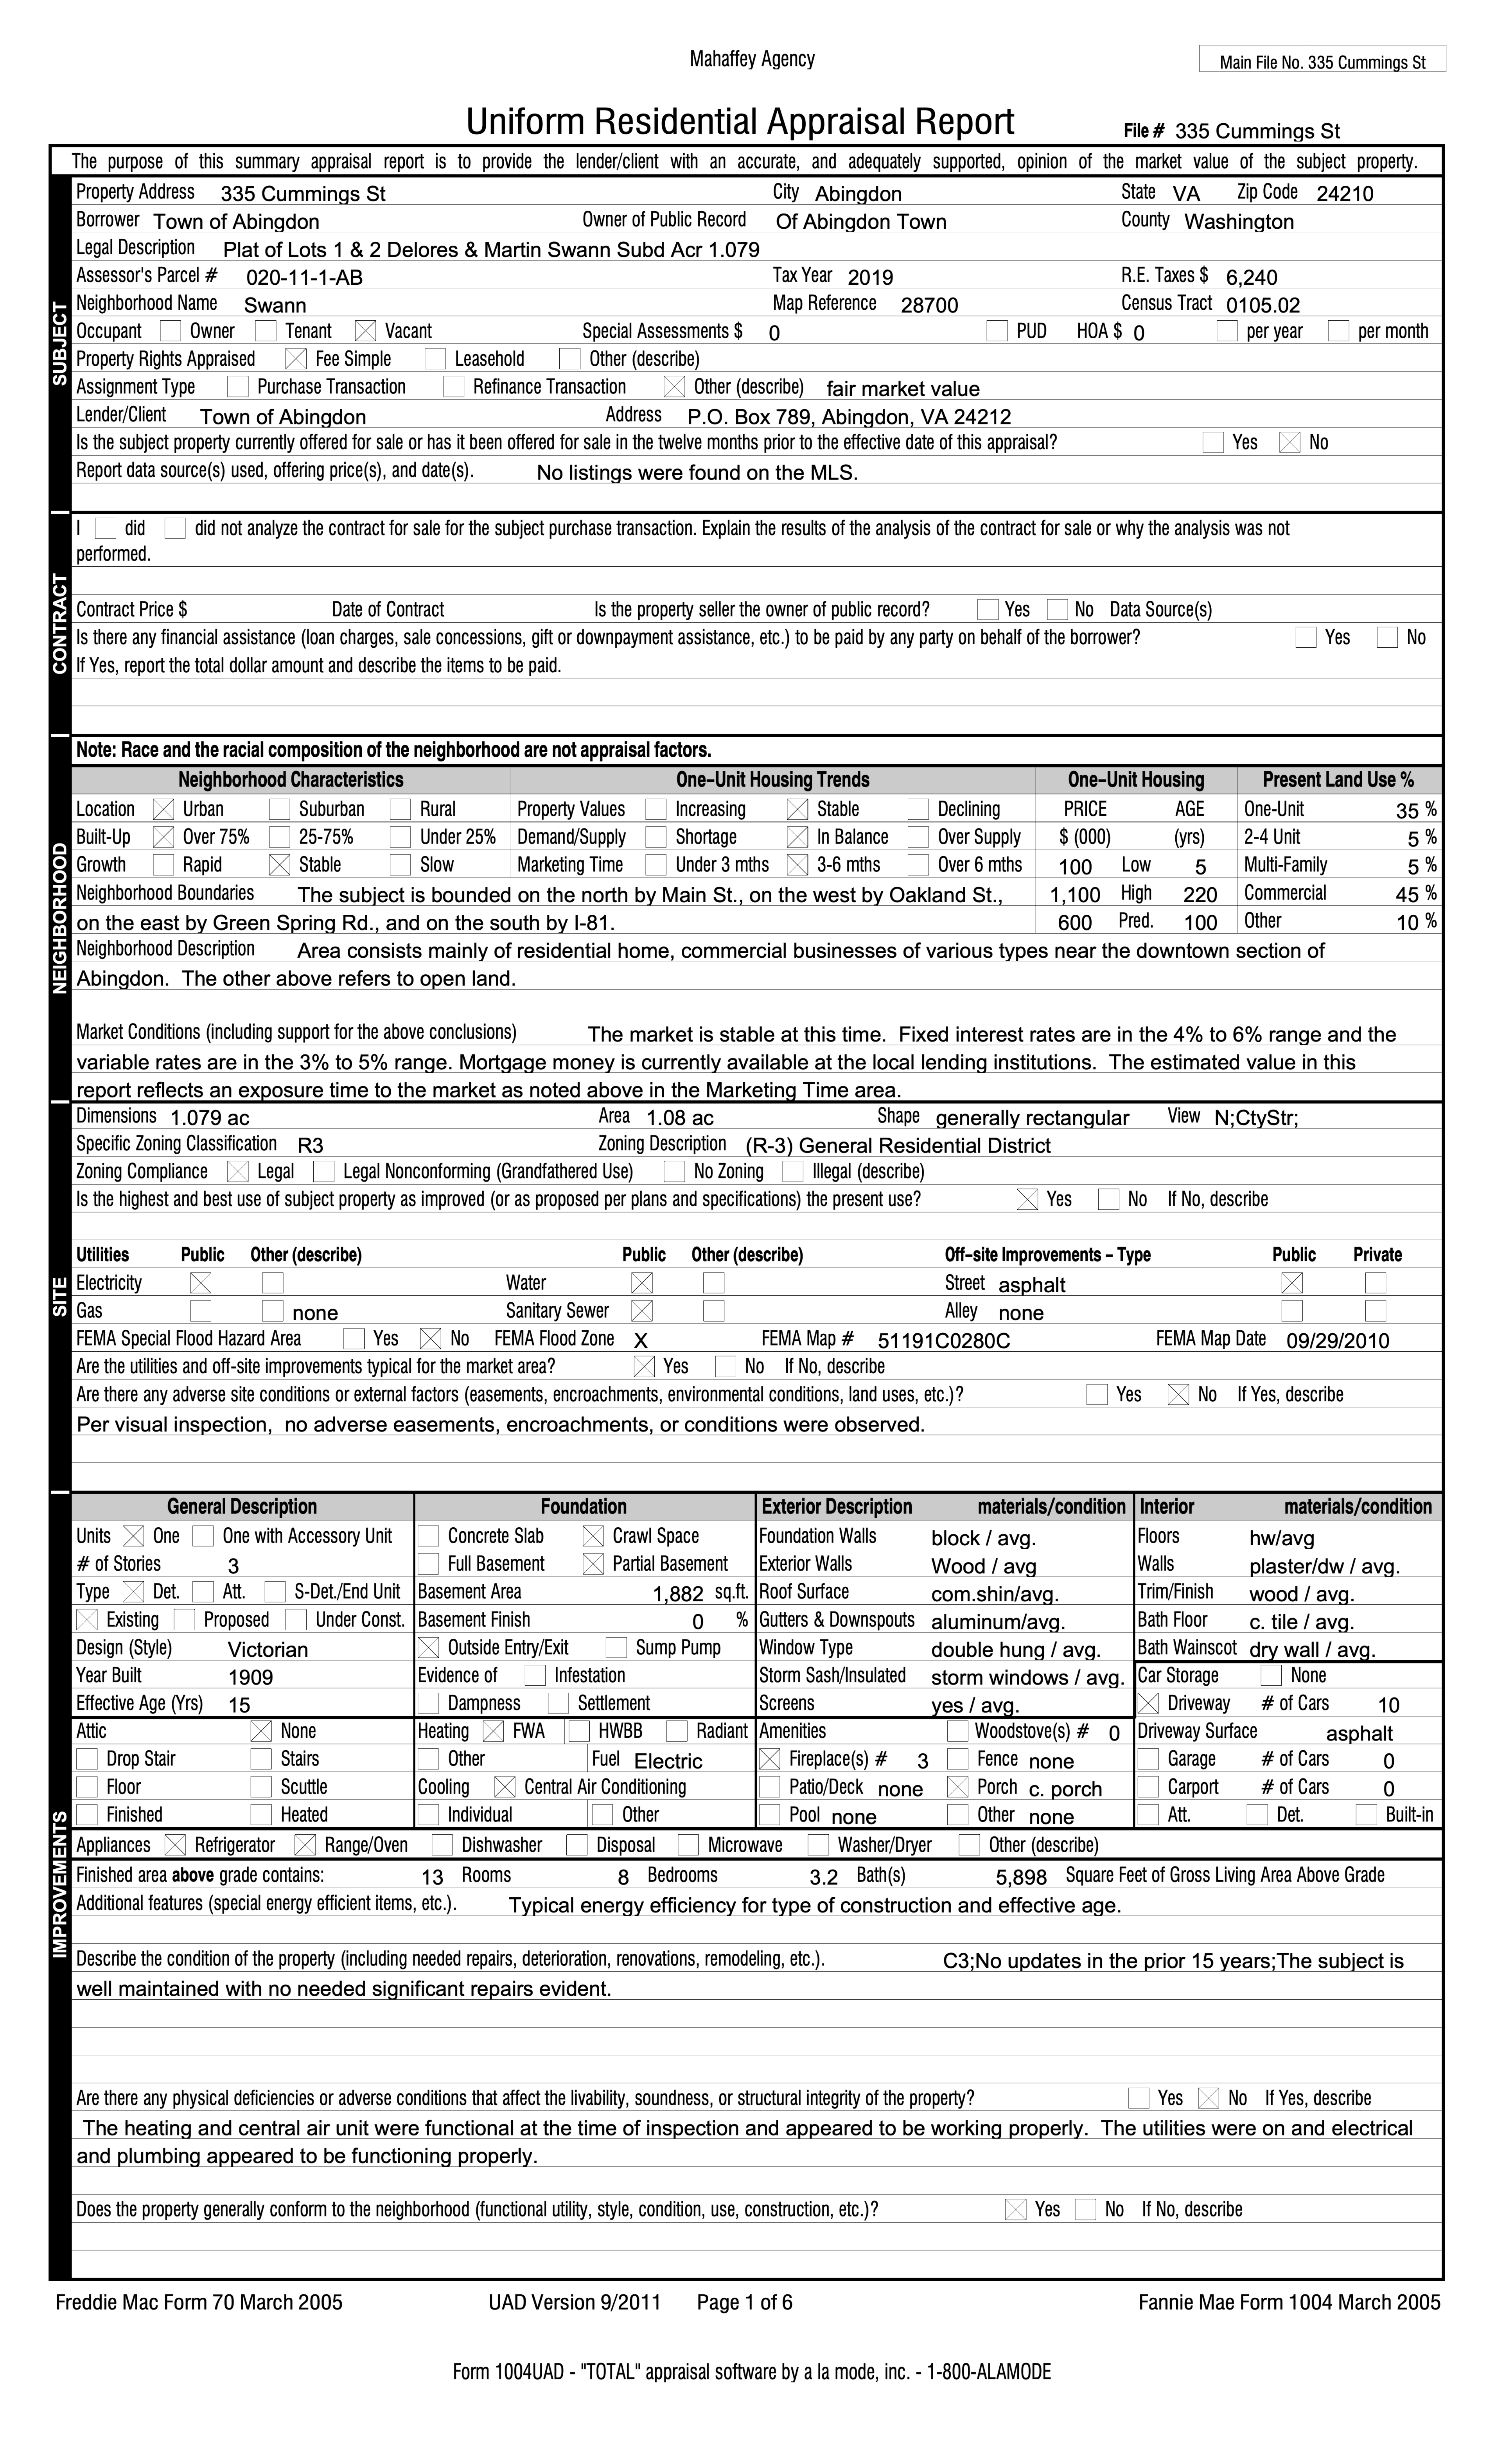 Mahaffey Agency
Main File No. 335 Cummings St
Uniform Residential Appraisal Report
File # 335 Cummings St
The purpose of this summary appraisal report is to provide the lender/client with an accurate, and adequately supported, opinion of the market value of the subject property.
SUBJECT
Property Address 335 Cummings St City Abingdon State VA Zip Code 24210
Borrower Town of Abingdon Owner of Public Record Of Abingdon Town County Washington
Legal Description Plat of Lots 1 & 2 Delores & Martin Swann Subd Acr 1.079
Assessor's Parcel # 020-11-1-AB Tax Year 2019 R.E. Taxes $ 6,240
Neighborhood Name Swann Map Reference 28700 Census Tract 0105.02
Occupant Owner Tenant Vacant Special Assessments $ 0 PUD HOA $ 0 per year per month
Property Rights Appraised Fee Simple Leasehold Other (describe)
Assignment Type Purchase Transaction Refinance Transaction Other (describe) fair market value
Lender/Client Town of Abingdon Address P.O. Box 789, Abingdon, VA 24212
Is the subject property currently offered for sale or has it been offered for sale in the twelve months prior to the effective date of this appraisal? Yes No
Report data source(s) used, offering price(s), and date(s). No listings were found on the MLS.
CONTRACT
I did did not analyze the contract for sale for the subject purchase transaction. Explain the results of the analysis of the contract for sale or why the analysis was not
performed.
Contract Price $ Date of Contract Is the property seller the owner of public record? Yes No Data Source(s)
Is there any financial assistance (loan charges, sale concessions, gift or downpayment assistance, etc.) to be paid by any party on behalf of the borrower? Yes No
If Yes, report the total dollar amount and describe the items to be paid.
NEIGHBORHOOD
Note: Race and the racial composition of the neighborhood are not appraisal factors.
Neighborhood Characteristics One-Unit Housing Trends One-Unit Housing Present Land Use %
Location Urban Suburban Rural Property Values Increasing Stable Declining PRICE AGE One-Unit 35 %
Built-Up Over 75% 25-75% Under 25% Demand/Supply Shortage In Balance Over Supply $ (000) (yrs) 2-4 Unit 5 %
Growth Rapid Stable Slow Marketing Time Under 3 mths 3-6 mths Over 6 mths 100 Low 5 Multi-Family 5 %
Neighborhood Boundaries The subject is bounded on the north by Main St., on the west by Oakland St., 1,100 High 220 Commercial 45 %
on the east by Green Spring Rd., and on the south by I-81. 600 Pred. 100 Other 10 %
Neighborhood Description Area consists mainly of residential home, commercial businesses of various types near the downtown section of
Abingdon. The other above refers to open land.
Market Conditions (including support for the above conclusions) The market is stable at this time. Fixed interest rates are in the 4% to 6% range and the
variable rates are in the 3% to 5% range. Mortgage money is currently available at the local lending institutions. The estimated value in this
report reflects an exposure time to the market as noted above in the Marketing Time area.
SITE
Dimensions 1.079 ac Area 1.08 ac Shape generally rectangular View N;CtyStr;
Specific Zoning Classification R3 Zoning Description (R-3) General Residential District
Zoning Compliance Legal Legal Nonconforming (Grandfathered Use) No Zoning Illegal (describe)
Is the highest and best use of subject property as improved (or as proposed per plans and specifications) the present use? Yes No If No, describe
Utilities Public Other (describe) Public Other (describe) Off-site Improvements - Type Public Private
Electricity Water Street asphalt
Gas none Sanitary Sewer Alley none
FEMA Special Flood Hazard Area Yes No FEMA Flood Zone X FEMA Map # 51191C0280C FEMA Map Date 09/29/2010
Are the utilities and off-site improvements typical for the market area? Yes No If No, describe
Are there any adverse site conditions or external factors (easements, encroachments, environmental conditions, land uses, etc.)? Yes No If Yes, describe
Per visual inspection, no adverse easements, encroachments, or conditions were observed.
IMPROVEMENTS
General Description Foundation Exterior Description materials/condition Interior materials/condition
Units One One with Accessory Unit Concrete Slab Crawl Space Foundation Walls block / avg. Floors hw/avg
# of Stories 3 Full Basement Partial Basement Exterior Walls Wood / avg Walls plaster/dw / avg.
Type Det. Att. S-Det./End Unit Basement Area 1,882 sq.ft. Roof Surface com.shin/avg. Trim/Finish wood / avg.
Existing Proposed Under Const. Basement Finish 0 % Gutters & Downspouts aluminum/avg. Bath Floor c. tile / avg.
Design (Style) Victorian Outside Entry/Exit Sump Pump Window Type double hung / avg. Bath Wainscot dry wall / avg.
Year Built 1909 Evidence of Infestation Storm Sash/Insulated storm windows / avg. Car Storage None
Effective Age (Yrs) 15 Dampness Settlement Screens yes / avg. Driveway # of Cars 10
Attic None Heating FWA HWBB Radiant Amenities Woodstove(s) # 0 Driveway Surface asphalt
Drop Stair Stairs Other Fuel Electric Fireplace(s) # 3 Fence none Garage # of Cars 0
Floor Scuttle Cooling Central Air Conditioning Patio/Deck none Porch c. porch Carport # of Cars 0
Finished Heated Individual Other Pool none Other none Att. Det. Built-in
Appliances Refrigerator Range/Oven Dishwasher Disposal Microwave Washer/Dryer Other (describe)
Finished area above grade contains: 13 Rooms 8 Bedrooms 3.2 Bath(s) 5,898 Square Feet of Gross Living Area Above Grade
Additional features (special energy efficient items, etc.). Typical energy efficiency for type of construction and effective age.
Describe the condition of the property (including needed repairs, deterioration, renovations, remodeling, etc.). C3;No updates in the prior 15 years;The subject is
well maintained with no needed significant repairs evident.
Are there any physical deficiencies or adverse conditions that affect the livability, soundness, or structural integrity of the property? Yes No If Yes, describe
The heating and central air unit were functional at the time of inspection and appeared to be working properly. The utilities were on and electrical
and plumbing appeared to be functioning properly.
Does the property generally conform to the neighborhood (functional utility, style, condition, use, construction, etc.)? Yes No If No, describe
Freddie Mac Form 70 March 2005 UAD Version 9/2011 Page 1 of 6 Fannie Mae Form 1004 March 2005
Form 1004UAD - "TOTAL" appraisal software by a la mode, inc. - 1-800-ALAMODE